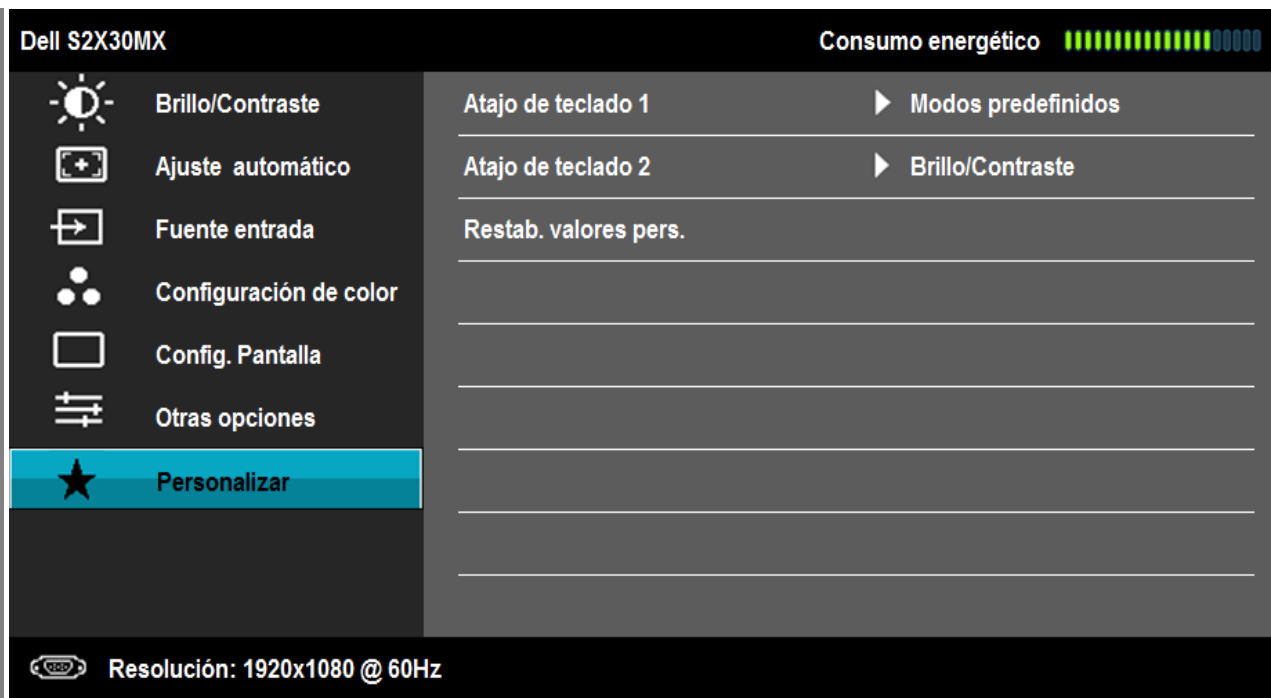 Dell S2X30MX Consumo energético
Brillo/Contraste Atajo de teclado 1 Modos predefinidos
Ajuste automático Atajo de teclado 2 Brillo/Contraste
Fuente entrada Restab. valores pers.
Configuración de color
Config. Pantalla
Otras opciones
Personalizar
Resolución: 1920x1080 @ 60Hz